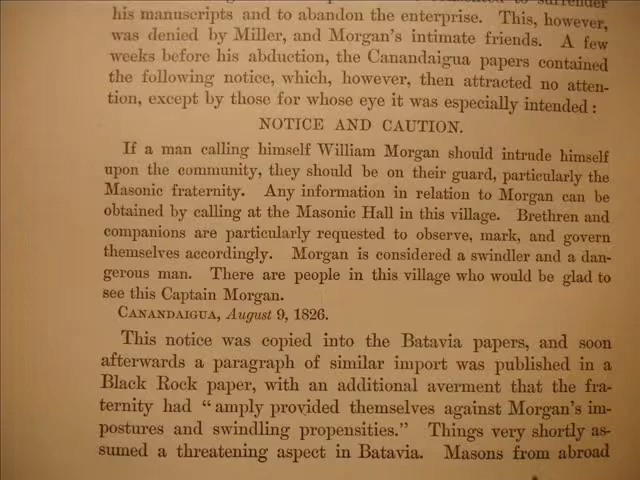 to surrender
his manuscripts and to abandon the enterprise. This, however,
was denied by Miller, and Morgan's intimate friends. A few
weeks before his abduction, the Canandaigua papers contained
the following notice, which, however, then attracted no atten-
tion, except by those for whose eye it was especially intended :
NOTICE AND CAUTION.
If a man calling himself William Morgan should intrude himself
upon the community, they should be on their guard, particularly the
Masonic fraternity. Any information in relation to Morgan can be
obtained by calling at the Masonic Hall in this village. Brethren and
companions are particularly requested to observe, mark, and govern
themselves accordingly. Morgan is considered a swindler and a dan-
gerous man. There are people in this village who would be glad to
see this Captain Morgan.
Canandaigua, August 9, 1826.
This notice was copied into the Batavia papers, and soon
afterwards a paragraph of similar import was published in a
Black Rock paper, with an additional averment that the fra-
ternity had “ amply provided themselves against Morgan's im-
postures and swindling propensities.” Things very shortly as-
sumed a threatening aspect in Batavia. Masons from abroad